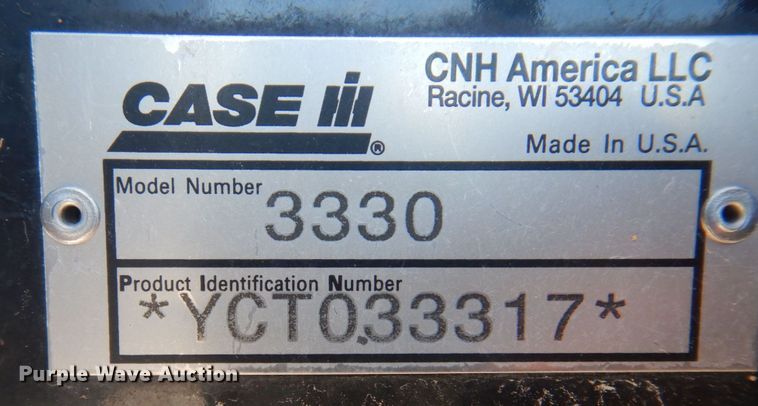 CASE IH ®
CNH America LLC
Racine, WI 53404 U.S.A
Made In U.S.A.
Model Number
3330
Product Identification Number
*YCT033317*
Purple Wave Auction